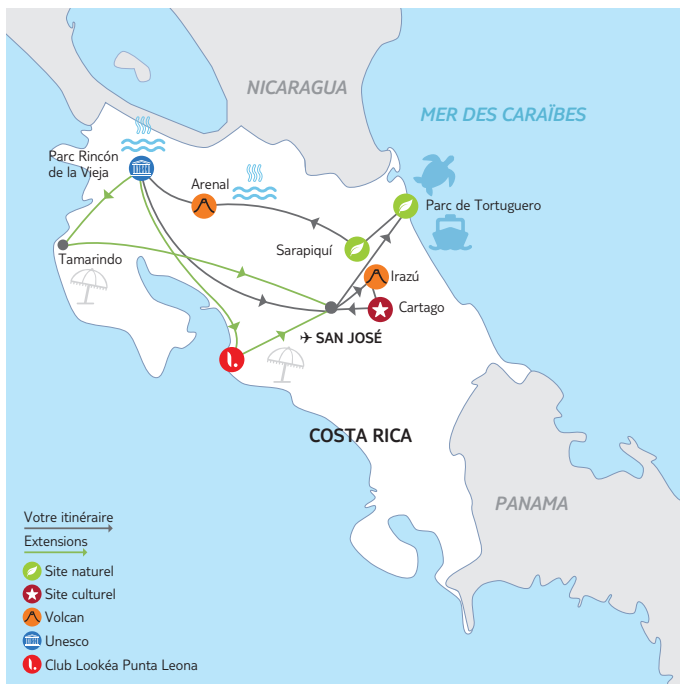 NICARAGUA
MER DES CARAÏBES
Parc Rincón
de la Vieja
Arenal
Parc de Tortuguero
Sarapiquí
Tamarindo
Irazú
Cartago
SAN JOSÉ
COSTA RICA
PANAMA
Votre itinéraire
Extensions
Site naturel
Site culturel
Volcan
Unesco
Club Lookéa Punta Leona